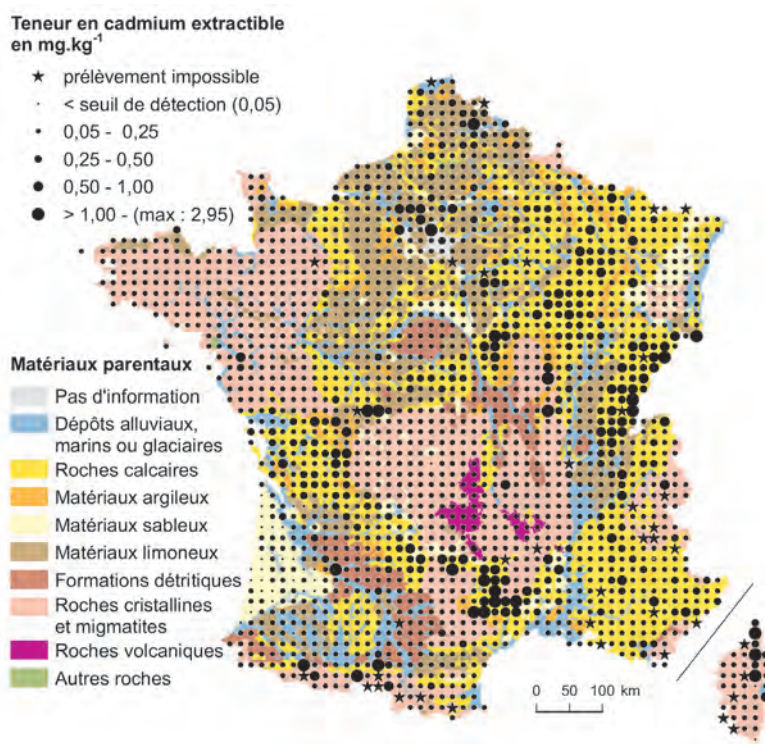 Teneur en cadmium extractible
en mg.kg-1
prélèvement impossible
< seuil de détection (0,05)
0,05 - 0,25
0,25 - 0,50
0,50 - 1,00
> 1,00 - (max : 2,95)
Matériaux parentaux
Pas d'information
Dépôts alluviaux,
marins ou glaciaires
Roches calcaires
Matériaux argileux
Matériaux sableux
Matériaux limoneux
Formations détritiques
Roches cristallines
et migmatites
Roches volcaniques
Autres roches
0 50 100 km